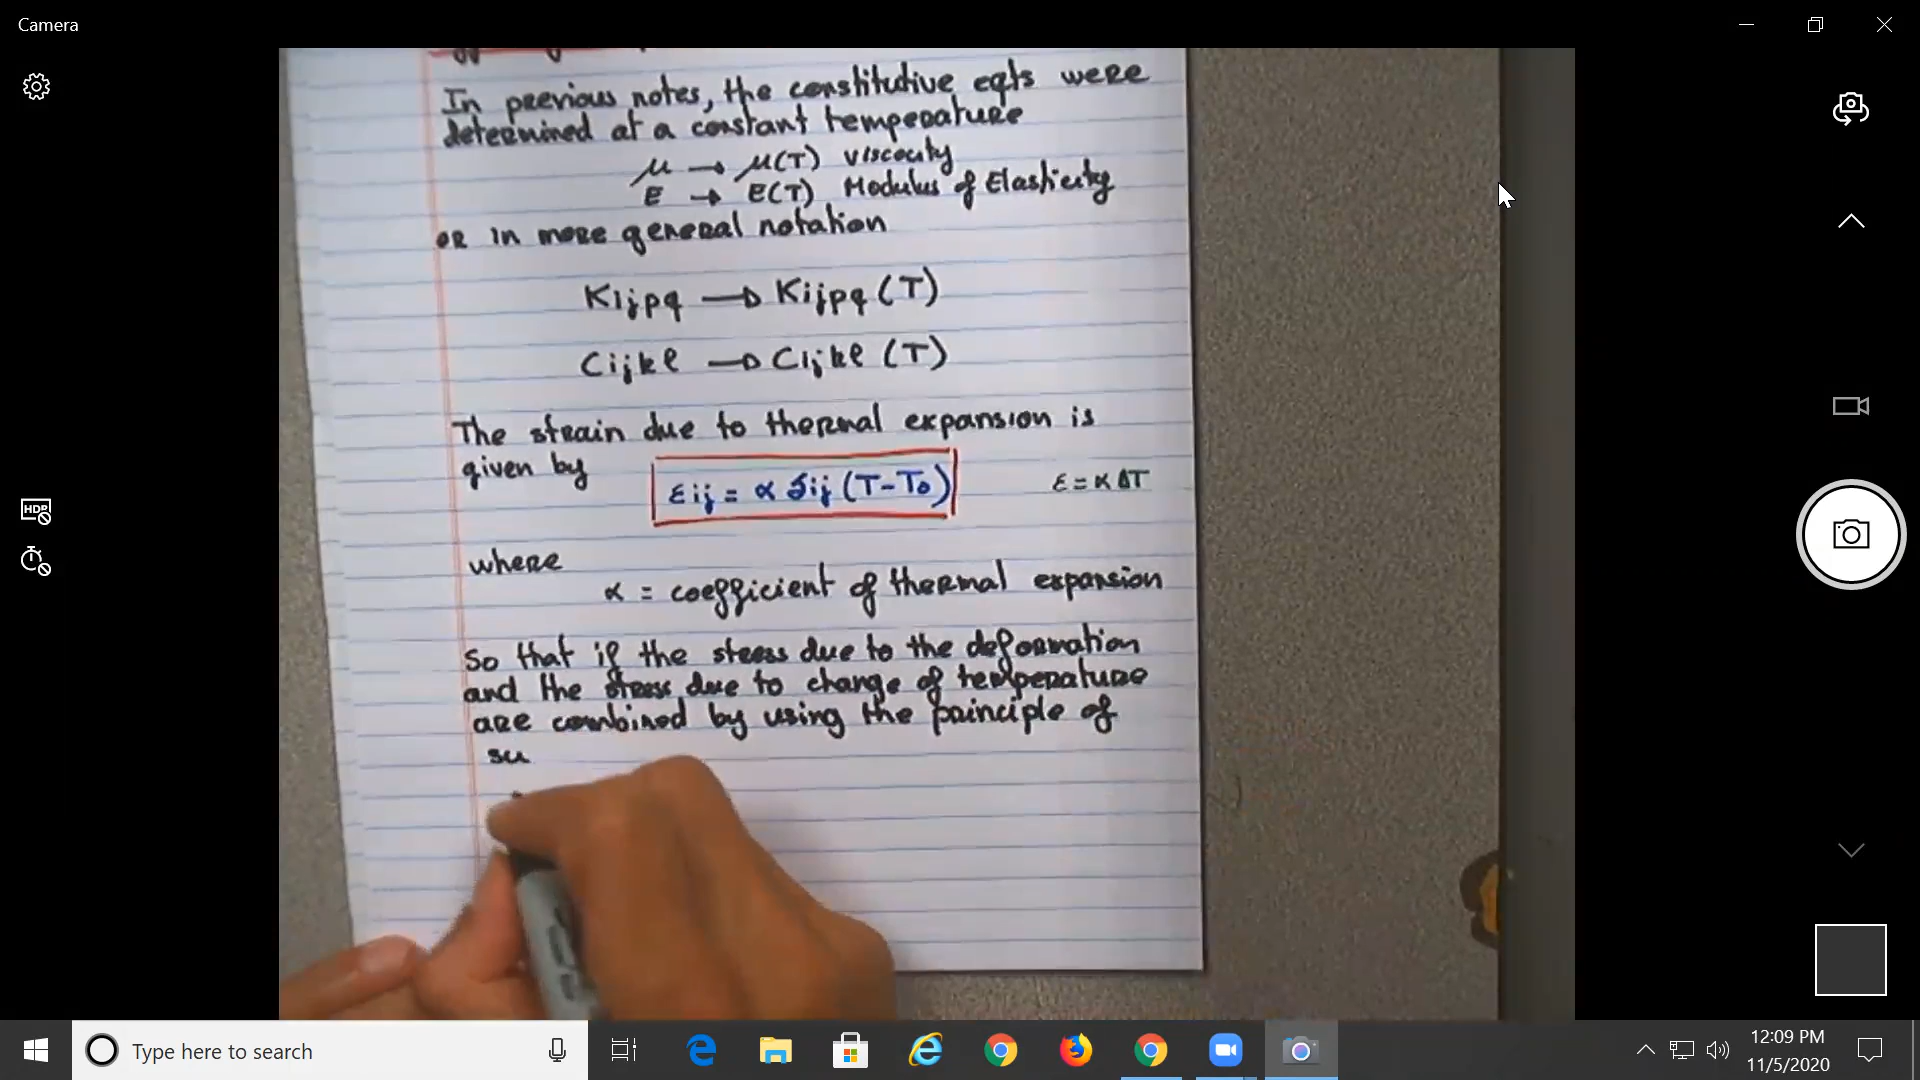 Camera
In previous notes, the constitutive eqts were
determined at a constant temperature
μ → μ(T) viscocity
E → E(T) Modulus of Elasticity
or in more general notation
Kijpq → Kijpq (T)
Cijkl → Cijkl (T)
The strain due to thermal expansion is
given by εij = α δij (T-To) ε = α ΔT
where
α = coefficient of thermal expansion
So that if the stress due to the deformation
and the stress due to change of temperature
are combined by using the principle of
su
Type here to search
12:09 PM
11/5/2020